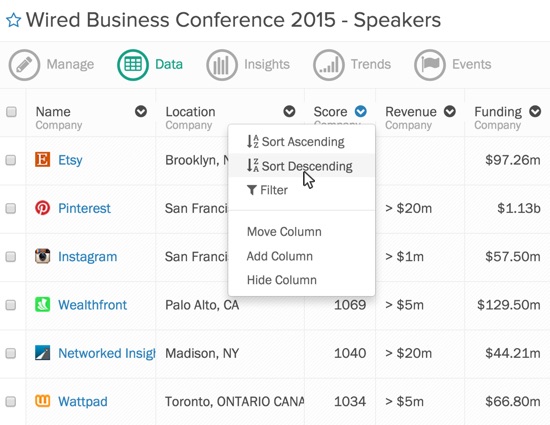 Wired Business Conference 2015 - Speakers
Manage Data Insights Trends Events
Name Location Score Revenue Funding
Company Company Company Company
Sort Ascending
Sort Descending
Filter
Move Column
Add Column
Hide Column
Etsy Brooklyn, $97.26m
Pinterest San Franci > $20m $1.13b
Instagram San Franci > $1m $57.50m
Wealthfront Palo Alto, CA 1069 > $5m $129.50m
Networked Insigh Madison, NY 1040 > $20m $44.21m
Wattpad Toronto, ONTARIO CANA 1034 > $5m $66.80m